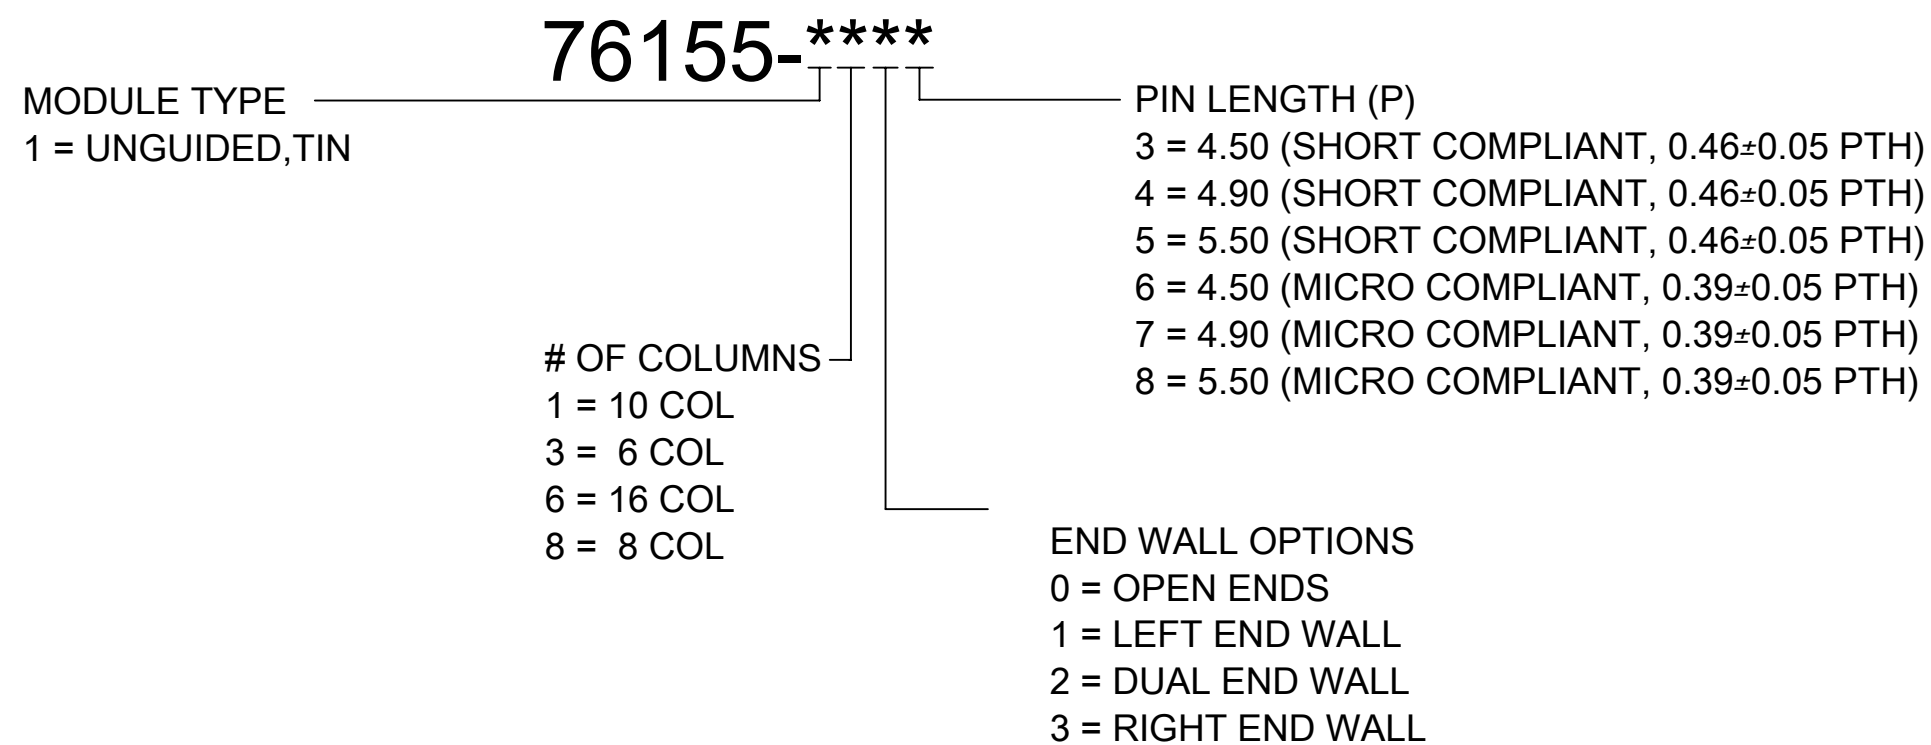 76155-****
MODULE TYPE
1 = UNGUIDED,TIN
PIN LENGTH (P)
3 = 4.50 (SHORT COMPLIANT, 0.46±0.05 PTH)
4 = 4.90 (SHORT COMPLIANT, 0.46±0.05 PTH)
5 = 5.50 (SHORT COMPLIANT, 0.46±0.05 PTH)
6 = 4.50 (MICRO COMPLIANT, 0.39±0.05 PTH)
7 = 4.90 (MICRO COMPLIANT, 0.39±0.05 PTH)
8 = 5.50 (MICRO COMPLIANT, 0.39±0.05 PTH)
# OF COLUMNS
1 = 10 COL
3 =  6 COL
6 = 16 COL
8 =  8 COL
END WALL OPTIONS
0 = OPEN ENDS
1 = LEFT END WALL
2 = DUAL END WALL
3 = RIGHT END WALL